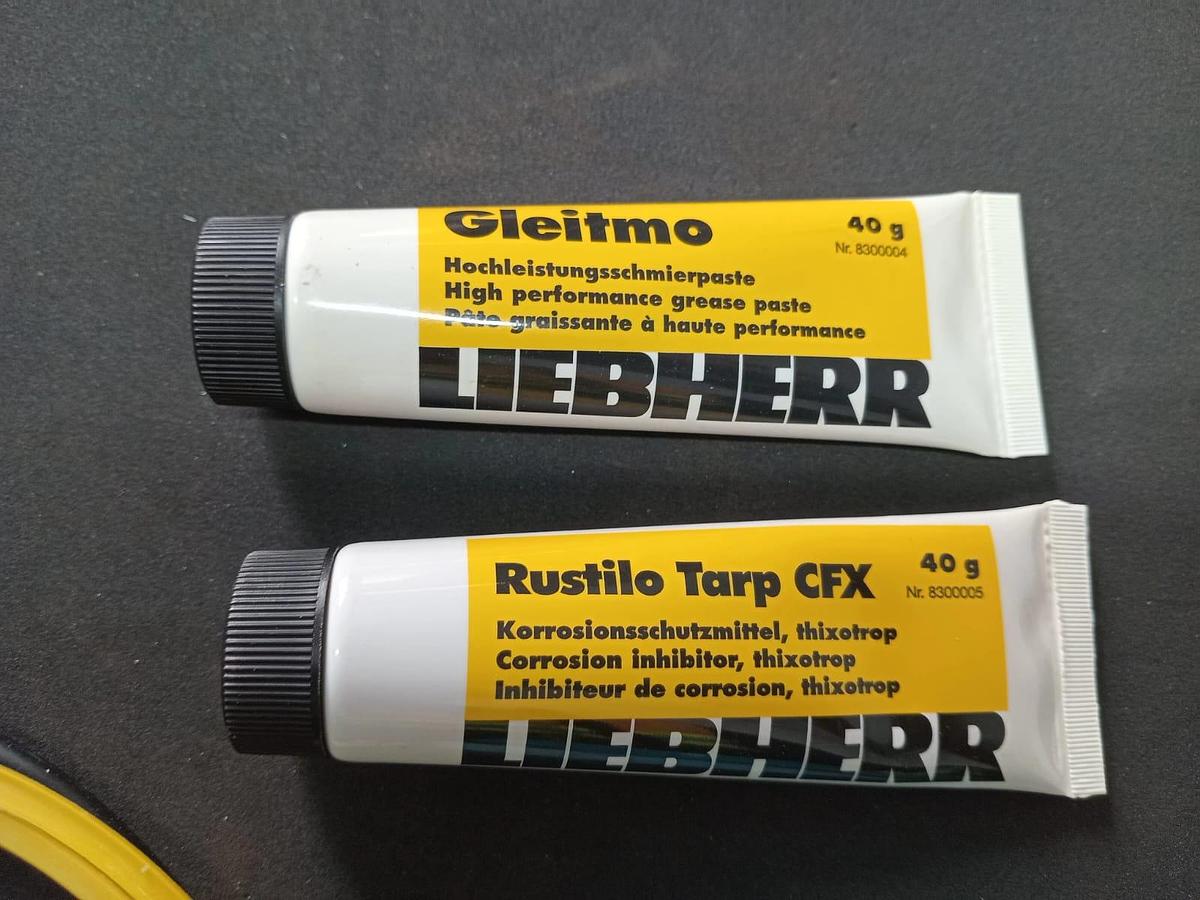 Gleitmo
40 g
Nr. 8300004
Hochleistungsschmierpaste
High performance grease paste
Pâte graissante à haute performance
LIEBHERR
Rustilo Tarp CFX
40 g
Nr. 8300005
Korrosionsschutzmittel, thixotrop
Corrosion inhibitor, thixotrop
Inhibiteur de corrosion, thixotrop
LIEBHERR